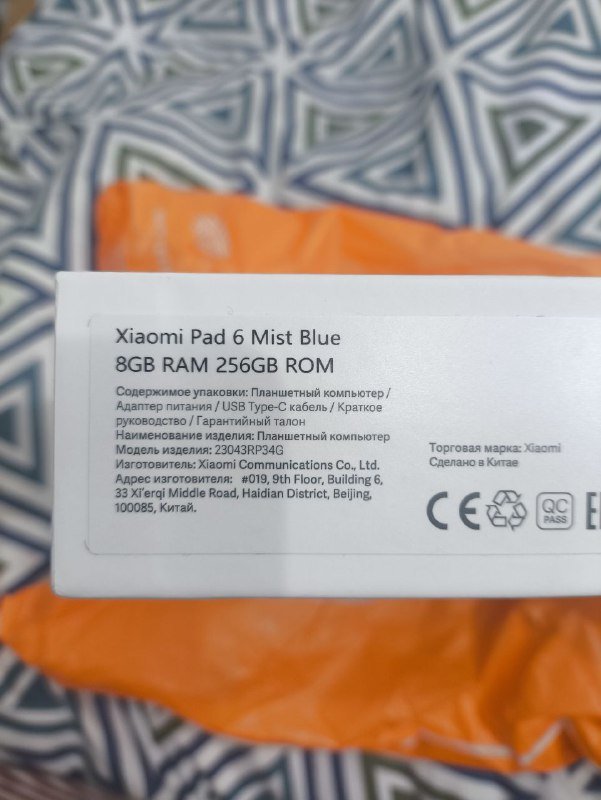 Xiaomi Pad 6 Mist Blue
8GB RAM 256GB ROM
Содержимое упаковки: Планшетный компьютер /
Адаптер питания / USB Type-C кабель / Краткое
руководство / Гарантийный талон
Наименование изделия: Планшетный компьютер
Модель изделия: 23043RP34G
Изготовитель: Xiaomi Communications Co., Ltd.
Адрес изготовителя: #019, 9th Floor, Building 6,
33 Xi'erqi Middle Road, Haidian District, Beijing,
100085, Китай.
Торговая марка: Xiaomi
Сделано в Китае
CE
QC
PASS